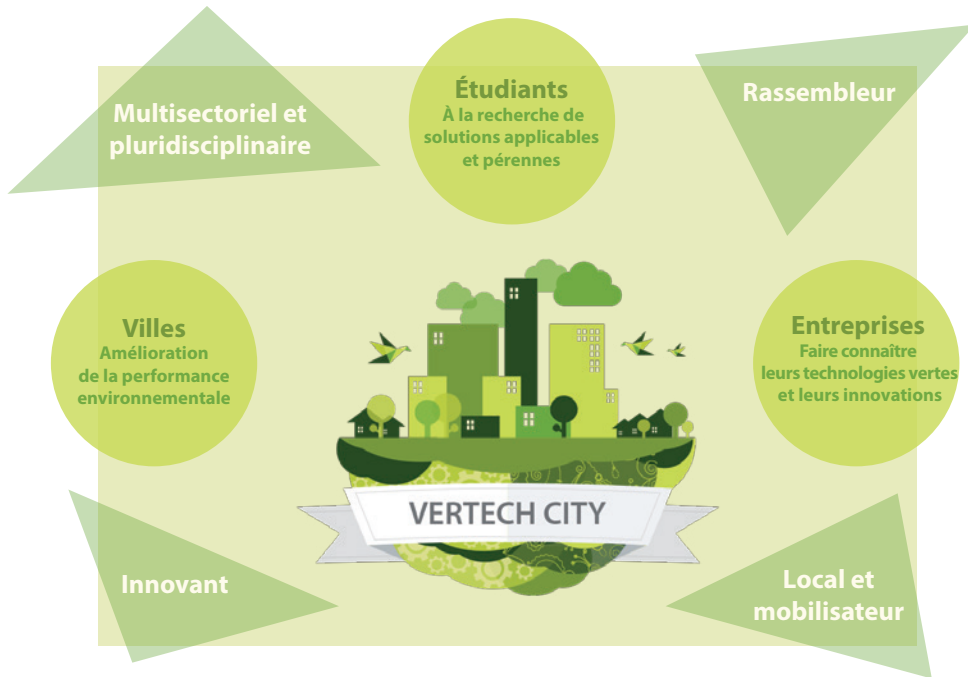 Multisectoriel et
pluridisciplinaire
Étudiants
À la recherche de
solutions applicables
et pérennes
Rassembleur
Villes
Amélioration
de la performance
environnementale
Entreprises
Faire connaître
leurs technologies vertes
et leurs innovations
VERTECH CITY
Innovant
Local et
mobilisateur